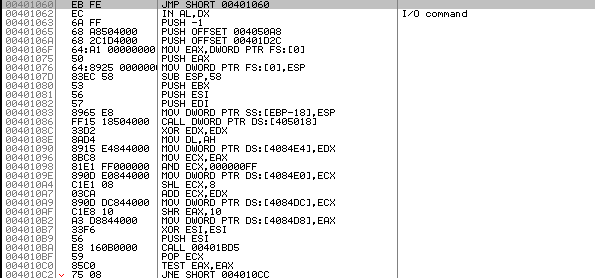 00401060 EB FE JMP SHORT 00401060
00401062 EC IN AL,DX I/O command
00401063 6A FF PUSH -1
00401065 68 A8504000 PUSH OFFSET 004050A8
0040106A 68 2C1D4000 PUSH OFFSET 00401D2C
0040106F 64:A1 00000000 MOV EAX,DWORD PTR FS:[0]
00401075 50 PUSH EAX
00401076 64:8925 0000000 MOV DWORD PTR FS:[0],ESP
0040107D 83EC 58 SUB ESP,58
00401080 53 PUSH EBX
00401081 56 PUSH ESI
00401082 57 PUSH EDI
00401083 8965 E8 MOV DWORD PTR SS:[EBP-18],ESP
00401086 FF15 18504000 CALL DWORD PTR DS:[405018]
0040108C 33D2 XOR EDX,EDX
0040108E 8AD4 MOV DL,AH
00401090 8915 E4844000 MOV DWORD PTR DS:[4084E4],EDX
00401096 8BC8 MOV ECX,EAX
00401098 81E1 FF000000 AND ECX,000000FF
0040109E 890D E0844000 MOV DWORD PTR DS:[4084E0],ECX
004010A4 C1E1 08 SHL ECX,8
004010A7 03CA ADD ECX,EDX
004010A9 890D DC844000 MOV DWORD PTR DS:[4084DC],ECX
004010AF C1E8 10 SHR EAX,10
004010B2 A3 D8844000 MOV DWORD PTR DS:[4084D8],EAX
004010B7 33F6 XOR ESI,ESI
004010B9 56 PUSH ESI
004010BA E8 160B0000 CALL 00401BD5
004010BF 59 POP ECX
004010C0 85C0 TEST EAX,EAX
004010C2 75 08 JNE SHORT 004010CC